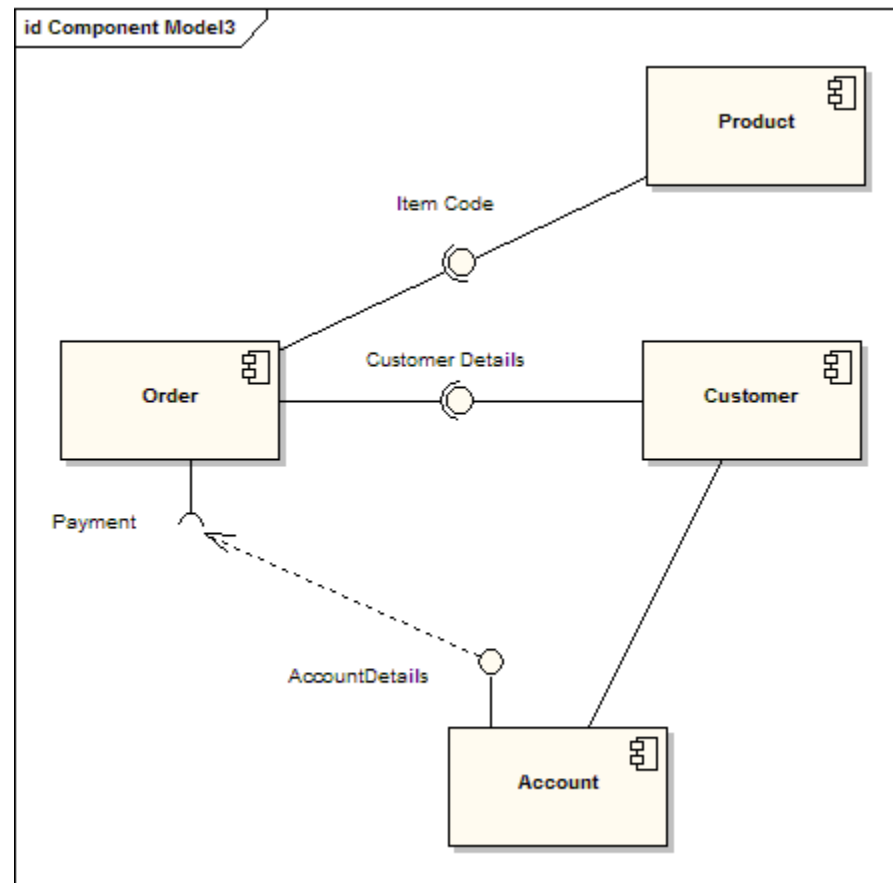 id Component Model3
Product
Item Code
Customer Details
Order
Customer
Payment
AccountDetails
Account